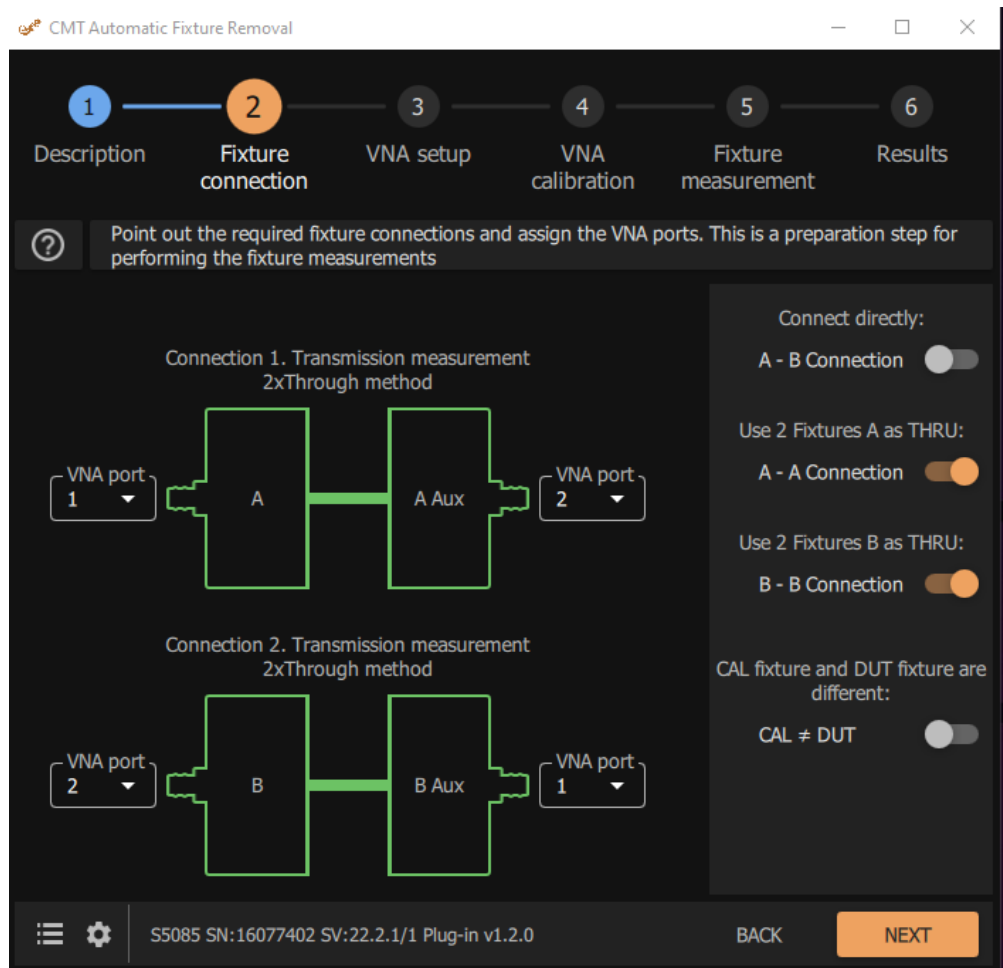 CMT Automatic Fixture Removal
1
2
3
4
5
6
Description
Fixture
connection
VNA setup
VNA
calibration
Fixture
measurement
Results
Point out the required fixture connections and assign the VNA ports. This is a preparation step for
performing the fixture measurements
Connection 1. Transmission measurement
2xThrough method
VNA port
1
A
A Aux
VNA port
2
Connection 2. Transmission measurement
2xThrough method
VNA port
2
B
B Aux
VNA port
1
Connect directly:
A - B Connection
Use 2 Fixtures A as THRU:
A - A Connection
Use 2 Fixtures B as THRU:
B - B Connection
CAL fixture and DUT fixture are
different:
CAL ≠ DUT
S5085 SN:16077402 SV:22.2.1/1 Plug-in v1.2.0
BACK
NEXT